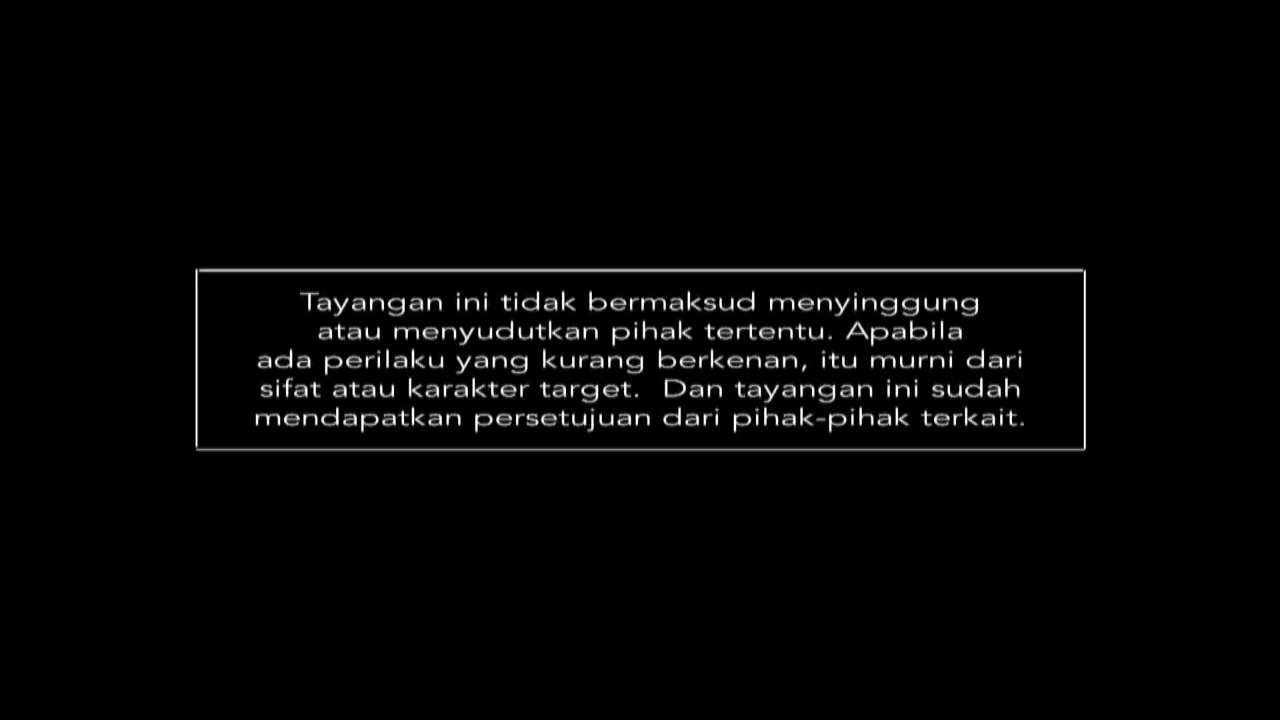 Tayangan ini tidak bermaksud menyinggung
atau menyudutkan pihak tertentu. Apabila
ada perilaku yang kurang berkenan, itu murni dari
sifat atau karakter target.  Dan tayangan ini sudah
mendapatkan persetujuan dari pihak-pihak terkait.